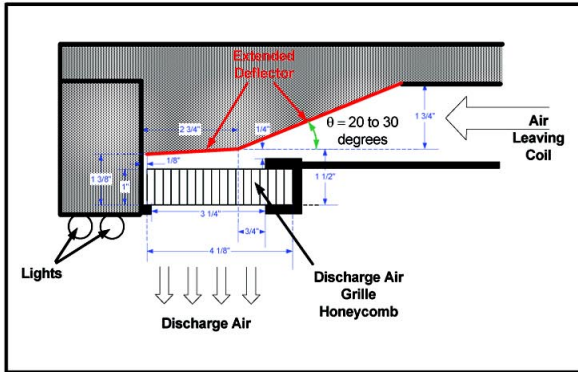 Extended
Deflector
2 3/4"
1/4"
θ = 20 to 30
degrees
1 3/4"
Air
Leaving
Coil
1/8"
1 3/8"
1"
1 1/2"
3 1/4"
3/4"
4 1/8"
Lights
Discharge Air
Grille
Honeycomb
Discharge Air